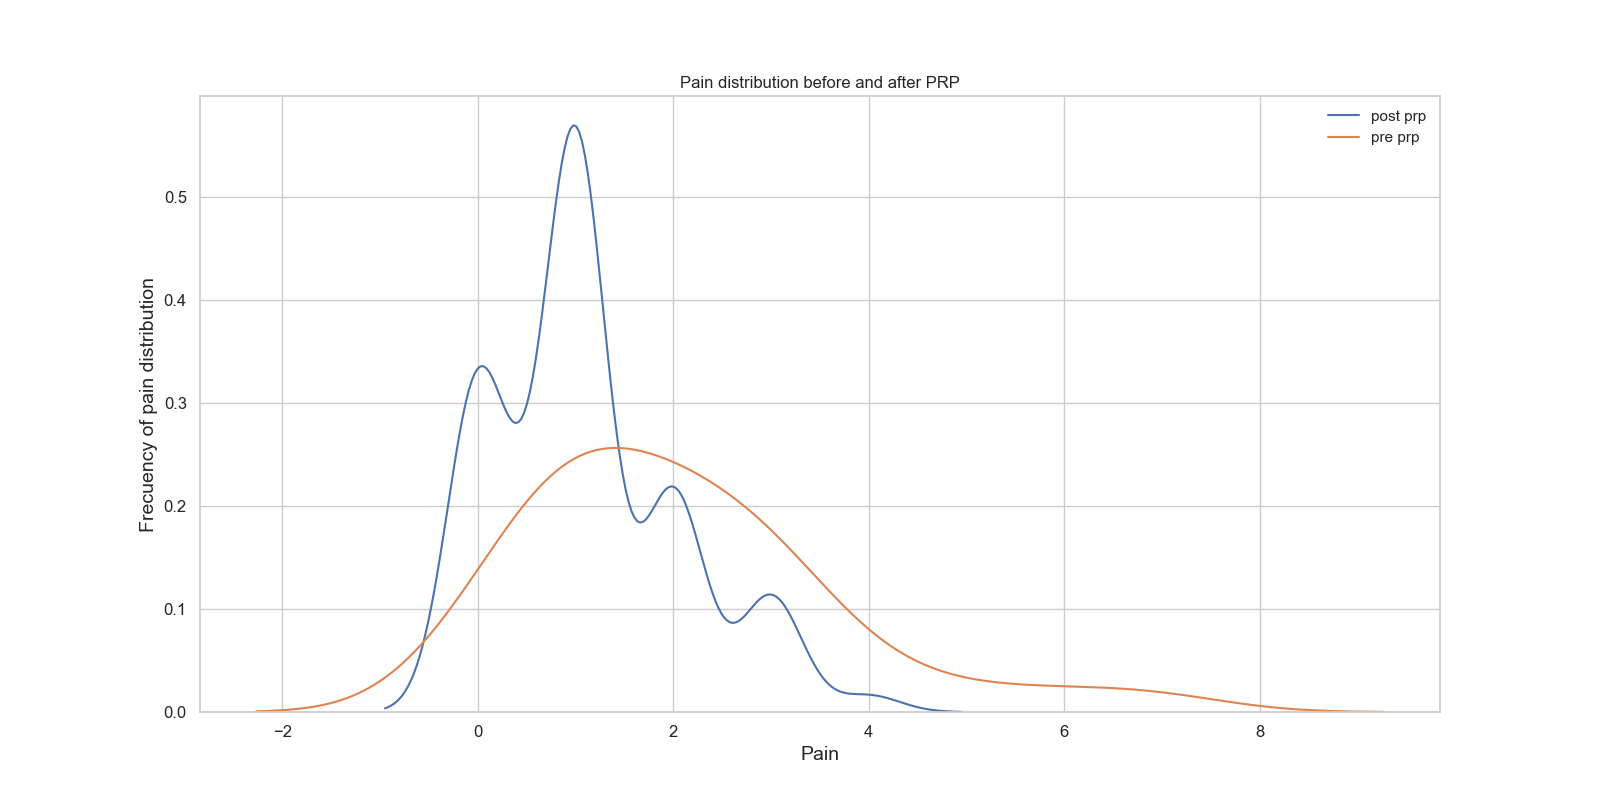 Pain distribution before and after PRP
post prp
pre prp
Frecuency of pain distribution
0.5
0.4
0.3
0.2
0.1
0.0
−2
0
2
4
6
8
Pain